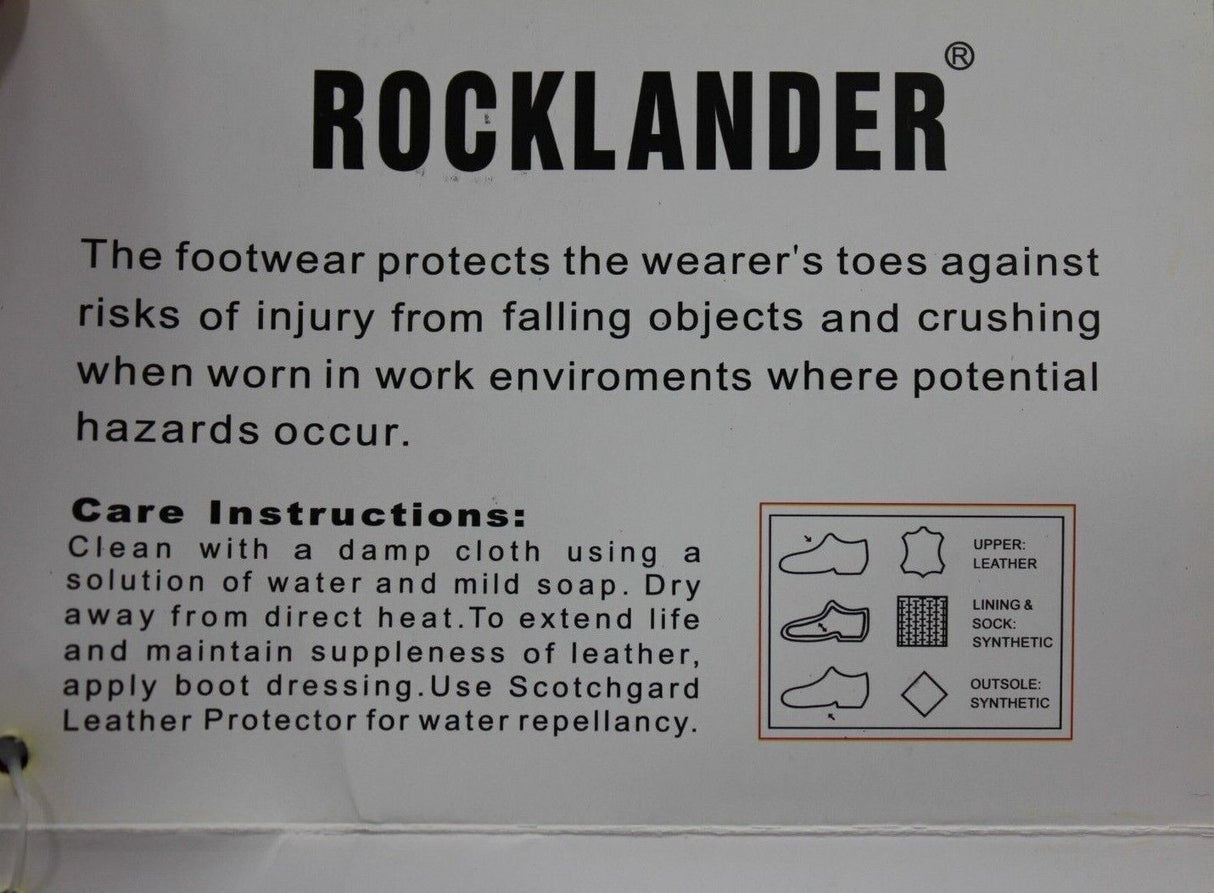 ROCKLANDER®
The footwear protects the wearer's toes against
risks of injury from falling objects and crushing
when worn in work enviroments where potential
hazards occur.
Care Instructions:
Clean with a damp cloth using a
solution of water and mild soap. Dry
away from direct heat.To extend life
and maintain suppleness of leather,
apply boot dressing.Use Scotchgard
Leather Protector for water repellancy.
UPPER:
LEATHER
LINING &
SOCK:
SYNTHETIC
OUTSOLE:
SYNTHETIC